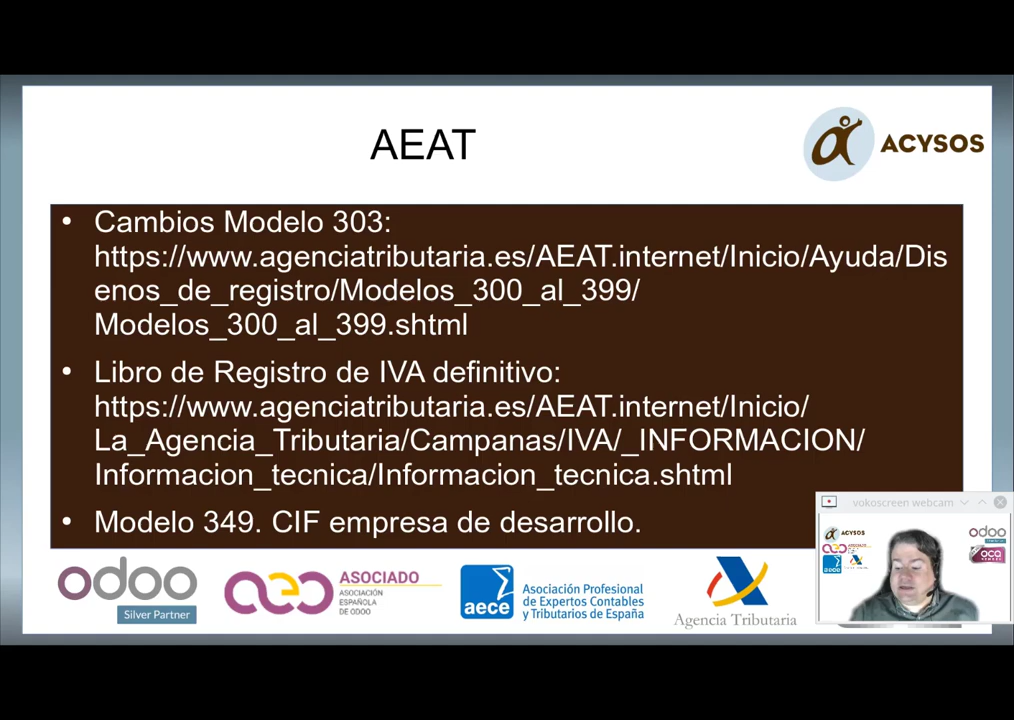 AEAT
ACYSOS
• Cambios Modelo 303:
https://www.agenciatributaria.es/AEAT.internet/Inicio/Ayuda/Dis
enos_de_registro/Modelos_300_al_399/
Modelos_300_al_399.shtml
• Libro de Registro de IVA definitivo:
https://www.agenciatributaria.es/AEAT.internet/Inicio/
La_Agencia_Tributaria/Campanas/IVA/_INFORMACION/
Informacion_tecnica/Informacion_tecnica.shtml
• Modelo 349. CIF empresa de desarrollo.
vokoscreen webcam
ACYSOS
odoo
odoo
Silver Partner
aeo
ASOCIADO
ASOCIACIÓN
ESPAÑOLA
DE ODOO
aece
Asociación Profesional
de Expertos Contables
y Tributarios de España
Agencia Tributaria